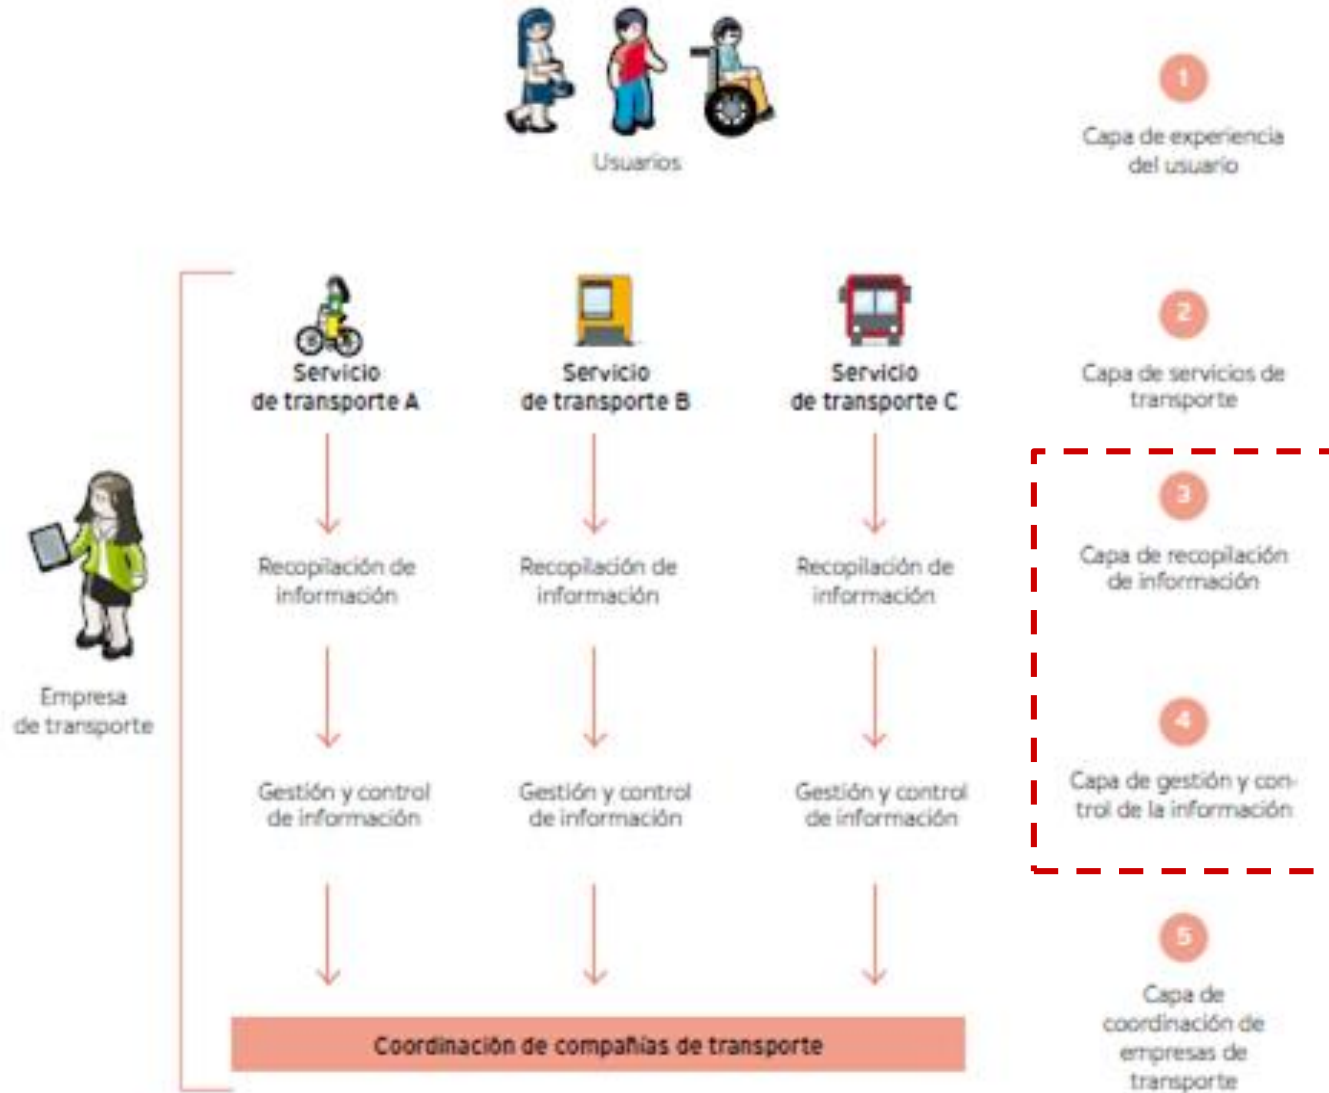 Usuarios
1
Capa de experiencia
del usuario
Servicio
de transporte A
Servicio
de transporte B
Servicio
de transporte C
2
Capa de servicios de
transporte
Empresa
de transporte
Recopilación de
información
Recopilación de
información
Recopilación de
información
3
Capa de recopilación
de información
Gestión y control
de información
Gestión y control
de información
Gestión y control
de información
4
Capa de gestión y con-
trol de la información
Coordinación de compañías de transporte
5
Capa de
coordinación de
empresas de
transporte